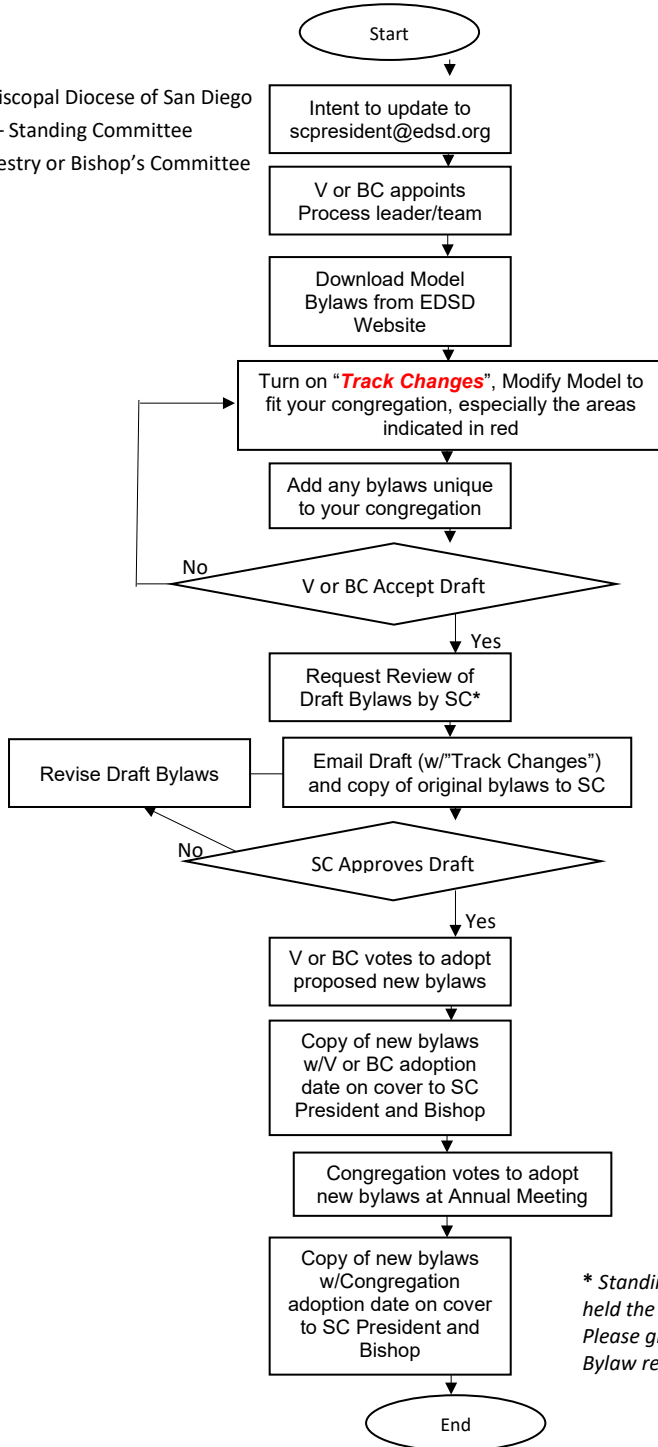 Start
iscopal Diocese of San Diego
- Standing Committee
estry or Bishop's Committee
Intent to update to
scpresident@edsd.org
V or BC appoints
Process leader/team
Download Model
Bylaws from EDSD
Website
Turn on “Track Changes”, Modify Model to
fit your congregation, especially the areas
indicated in red
Add any bylaws unique
to your congregation
No
V or BC Accept Draft
Yes
Request Review of
Draft Bylaws by SC*
Revise Draft Bylaws
Email Draft (w/”Track Changes”)
and copy of original bylaws to SC
No
SC Approves Draft
Yes
V or BC votes to adopt
proposed new bylaws
Copy of new bylaws
w/V or BC adoption
date on cover to SC
President and Bishop
Congregation votes to adopt
new bylaws at Annual Meeting
Copy of new bylaws
w/Congregation
adoption date on cover
to SC President and
Bishop
* Standi
held the
Please g
Bylaw re
End